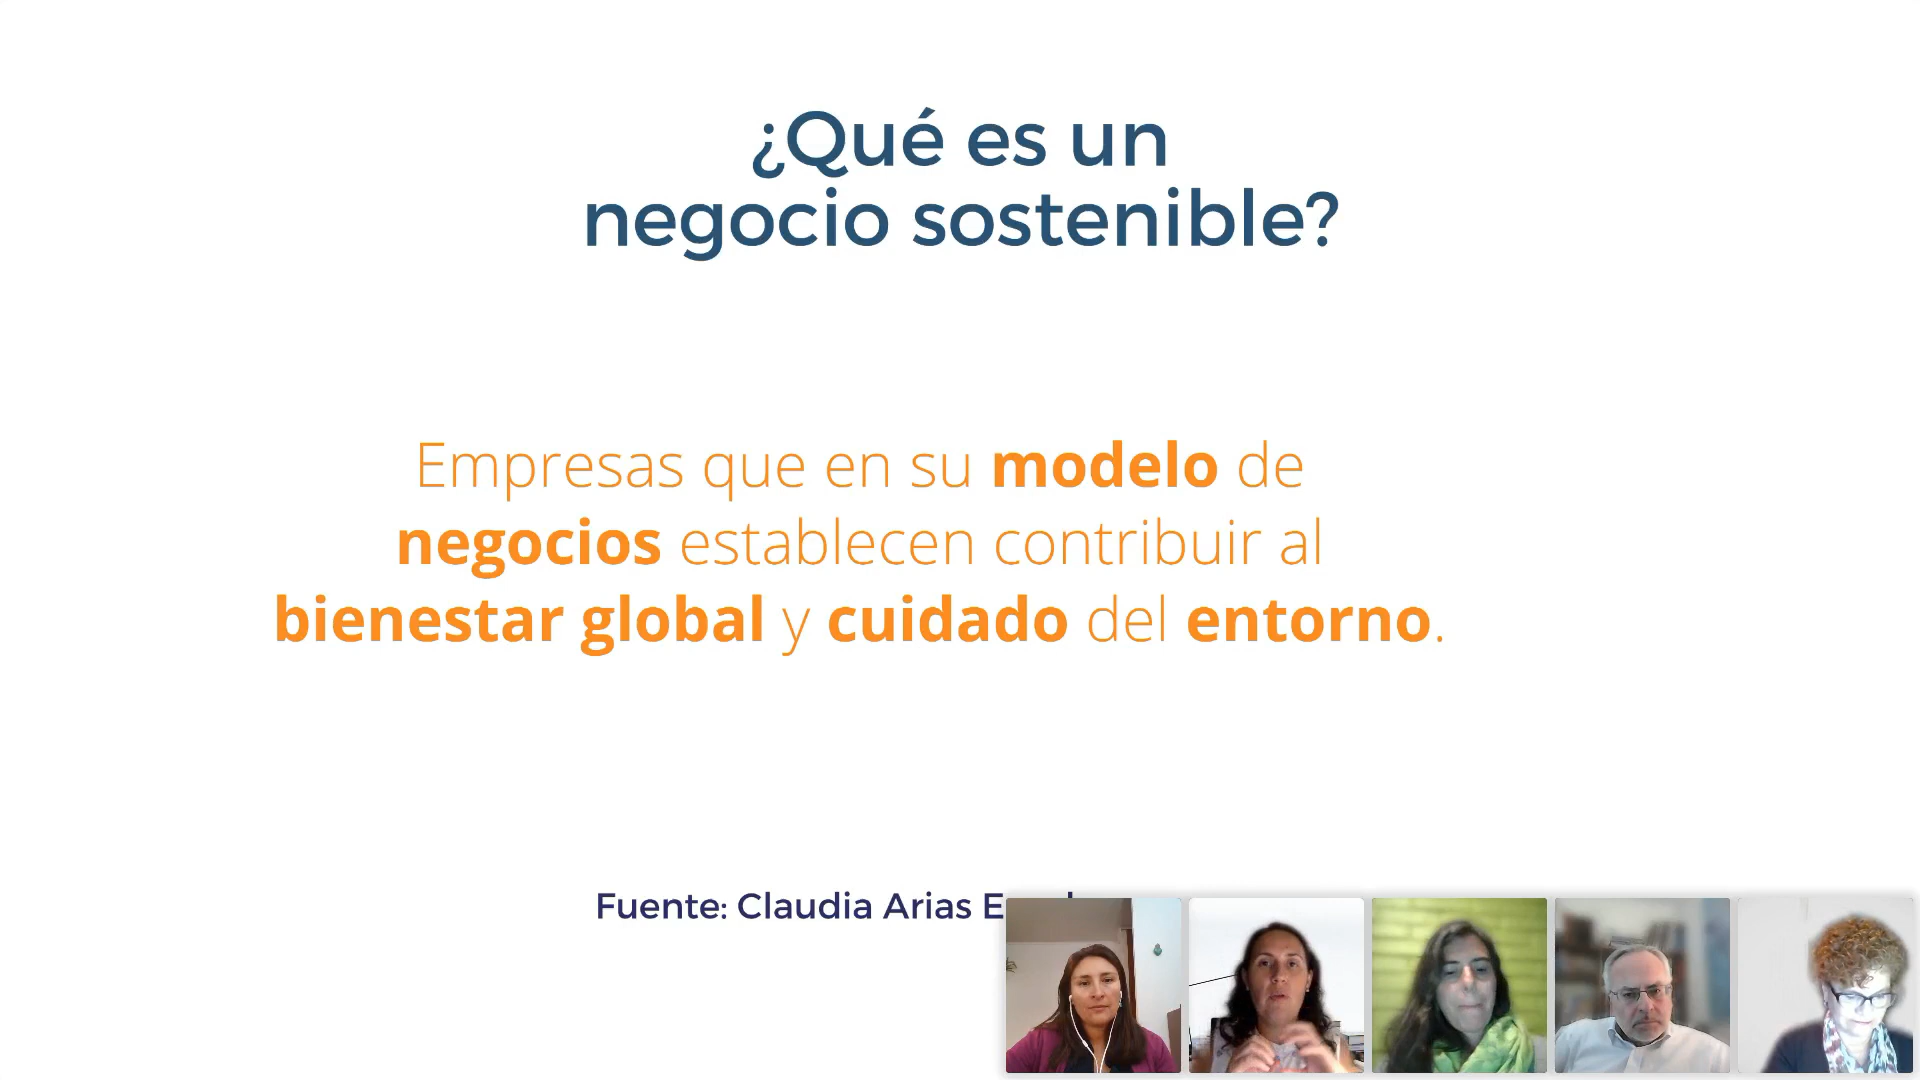 ¿Qué es un
negocio sostenible?
Empresas que en su modelo de
negocios establecen contribuir al
bienestar global y cuidado del entorno.
Fuente: Claudia Arias